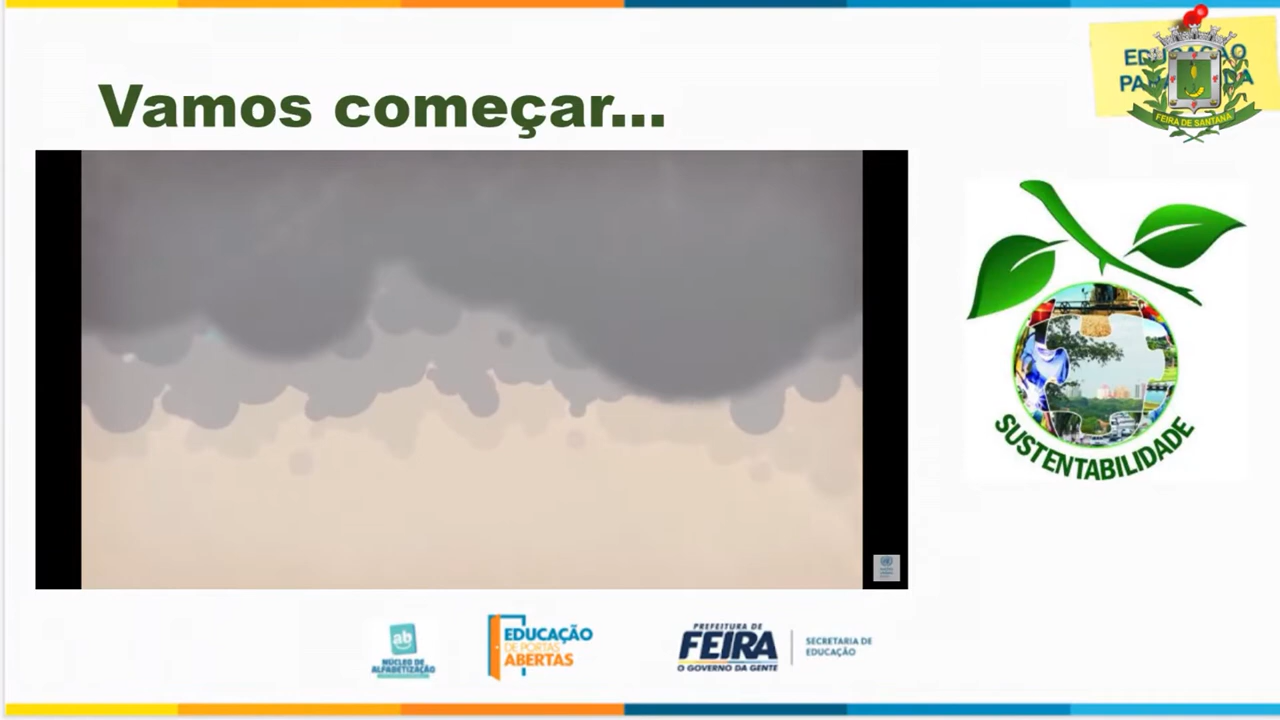 Vamos começar...
FEIRA DE SANTANA
SUSTENTABILIDADE
ab
NÚCLEO DE
ALFABETIZAÇÃO
EDUCAÇÃO
DE PORTAS
ABERTAS
PREFEITURA DE
FEIRA
O GOVERNO DA GENTE
SECRETARIA DE
EDUCAÇÃO